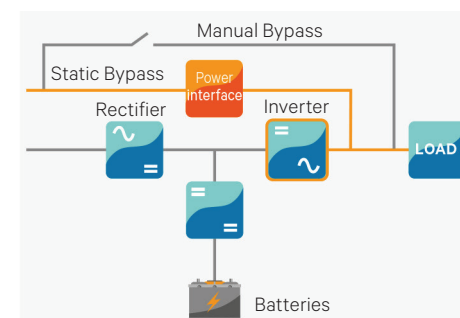 Manual Bypass
Static Bypass
Power
Interface
Rectifier
Inverter
LOAD
Batteries